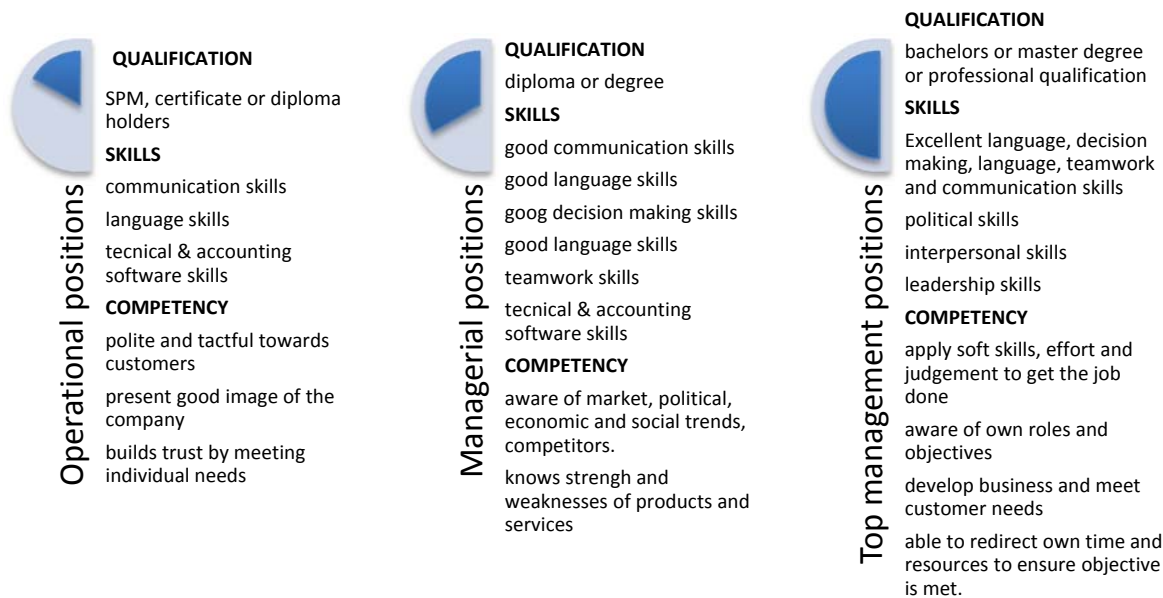 Operational positions
QUALIFICATION
SPM, certificate or diploma
holders
SKILLS
communication skills
language skills
tecnical & accounting
software skills
COMPETENCY
polite and tactful towards
customers
present good image of the
company
builds trust by meeting
individual needs
Managerial positions
QUALIFICATION
diploma or degree
SKILLS
good communication skills
good language skills
goog decision making skills
good language skills
teamwork skills
tecnical & accounting
software skills
COMPETENCY
aware of market, political,
economic and social trends,
competitors.
knows strengh and
weaknesses of products and
services
Top management positions
QUALIFICATION
bachelors or master degree
or professional qualification
SKILLS
Excellent language, decision
making, language, teamwork
and communication skills
political skills
interpersonal skills
leadership skills
COMPETENCY
apply soft skills, effort and
judgement to get the job
done
aware of own roles and
objectives
develop business and meet
customer needs
able to redirect own time and
resources to ensure objective
is met.